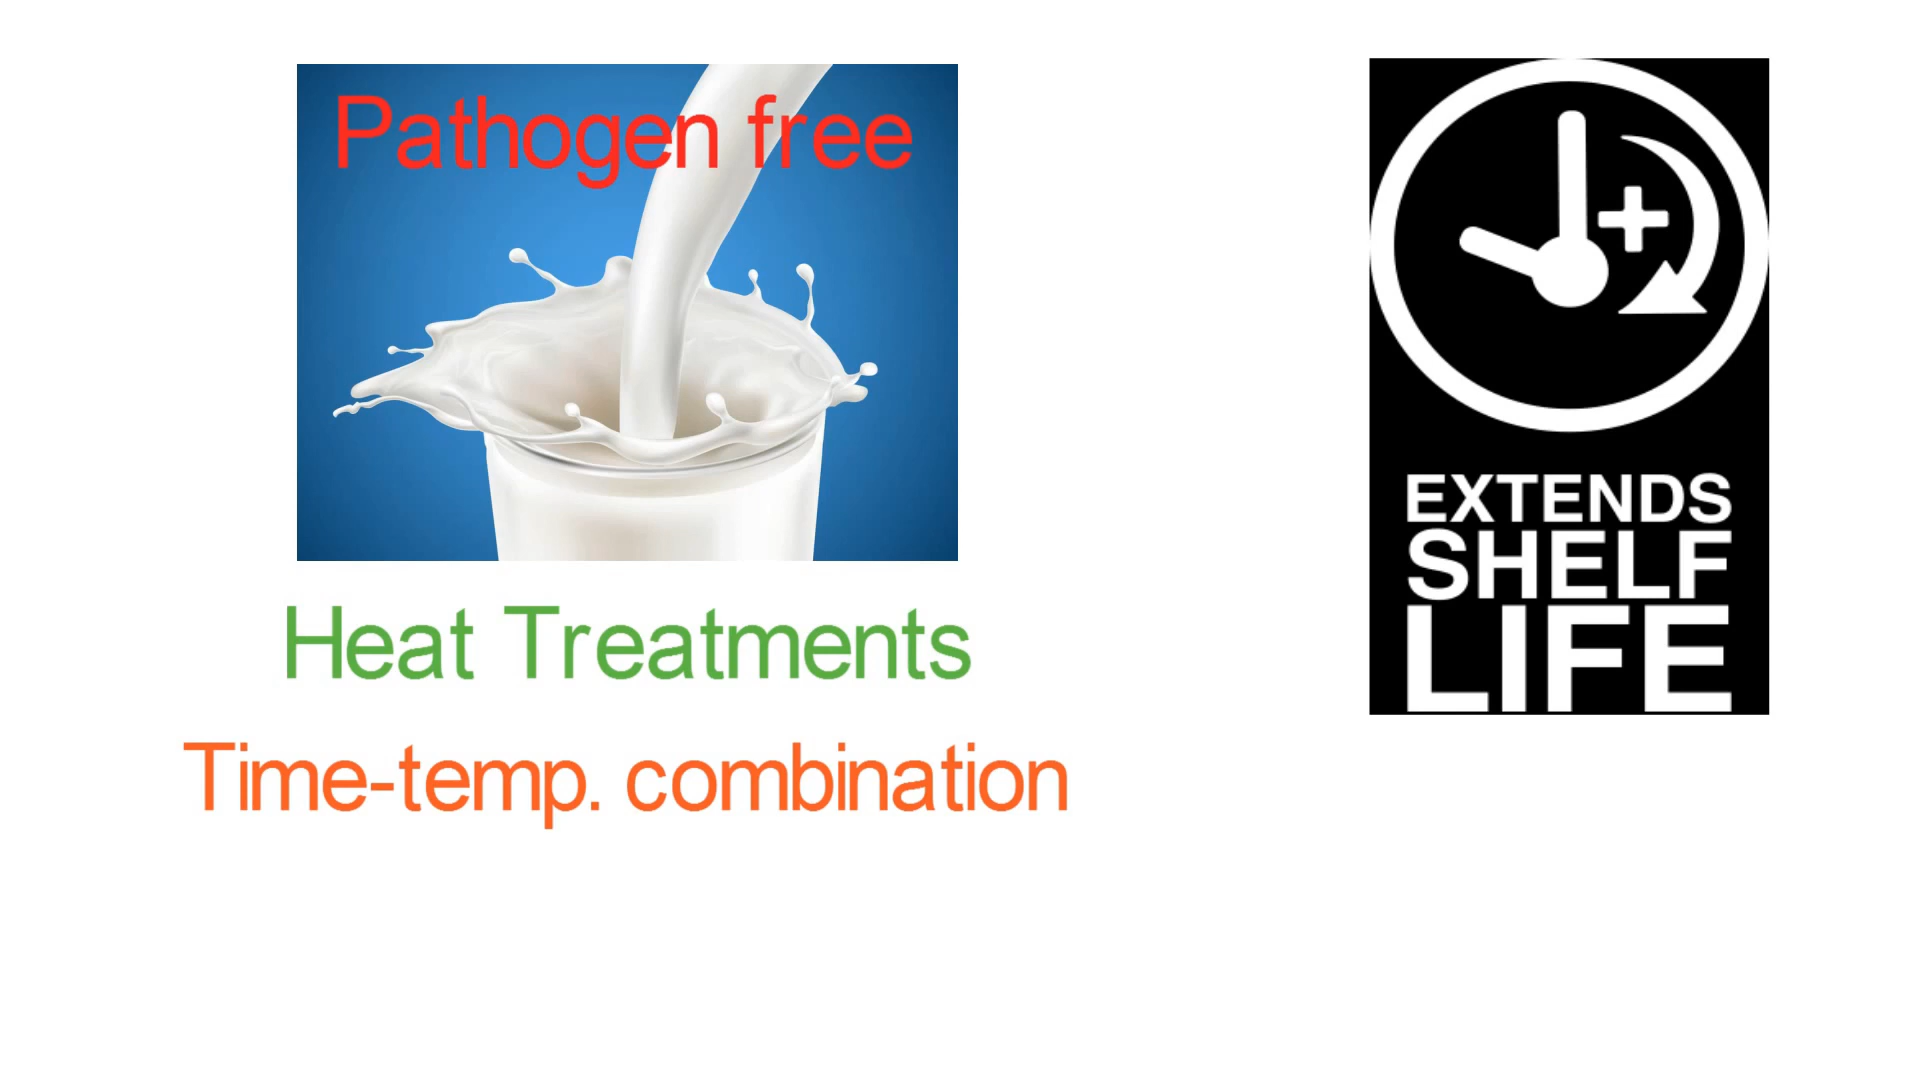 Pathogen free
Heat Treatments
Time-temp. combination
EXTENDS
SHELF
LIFE